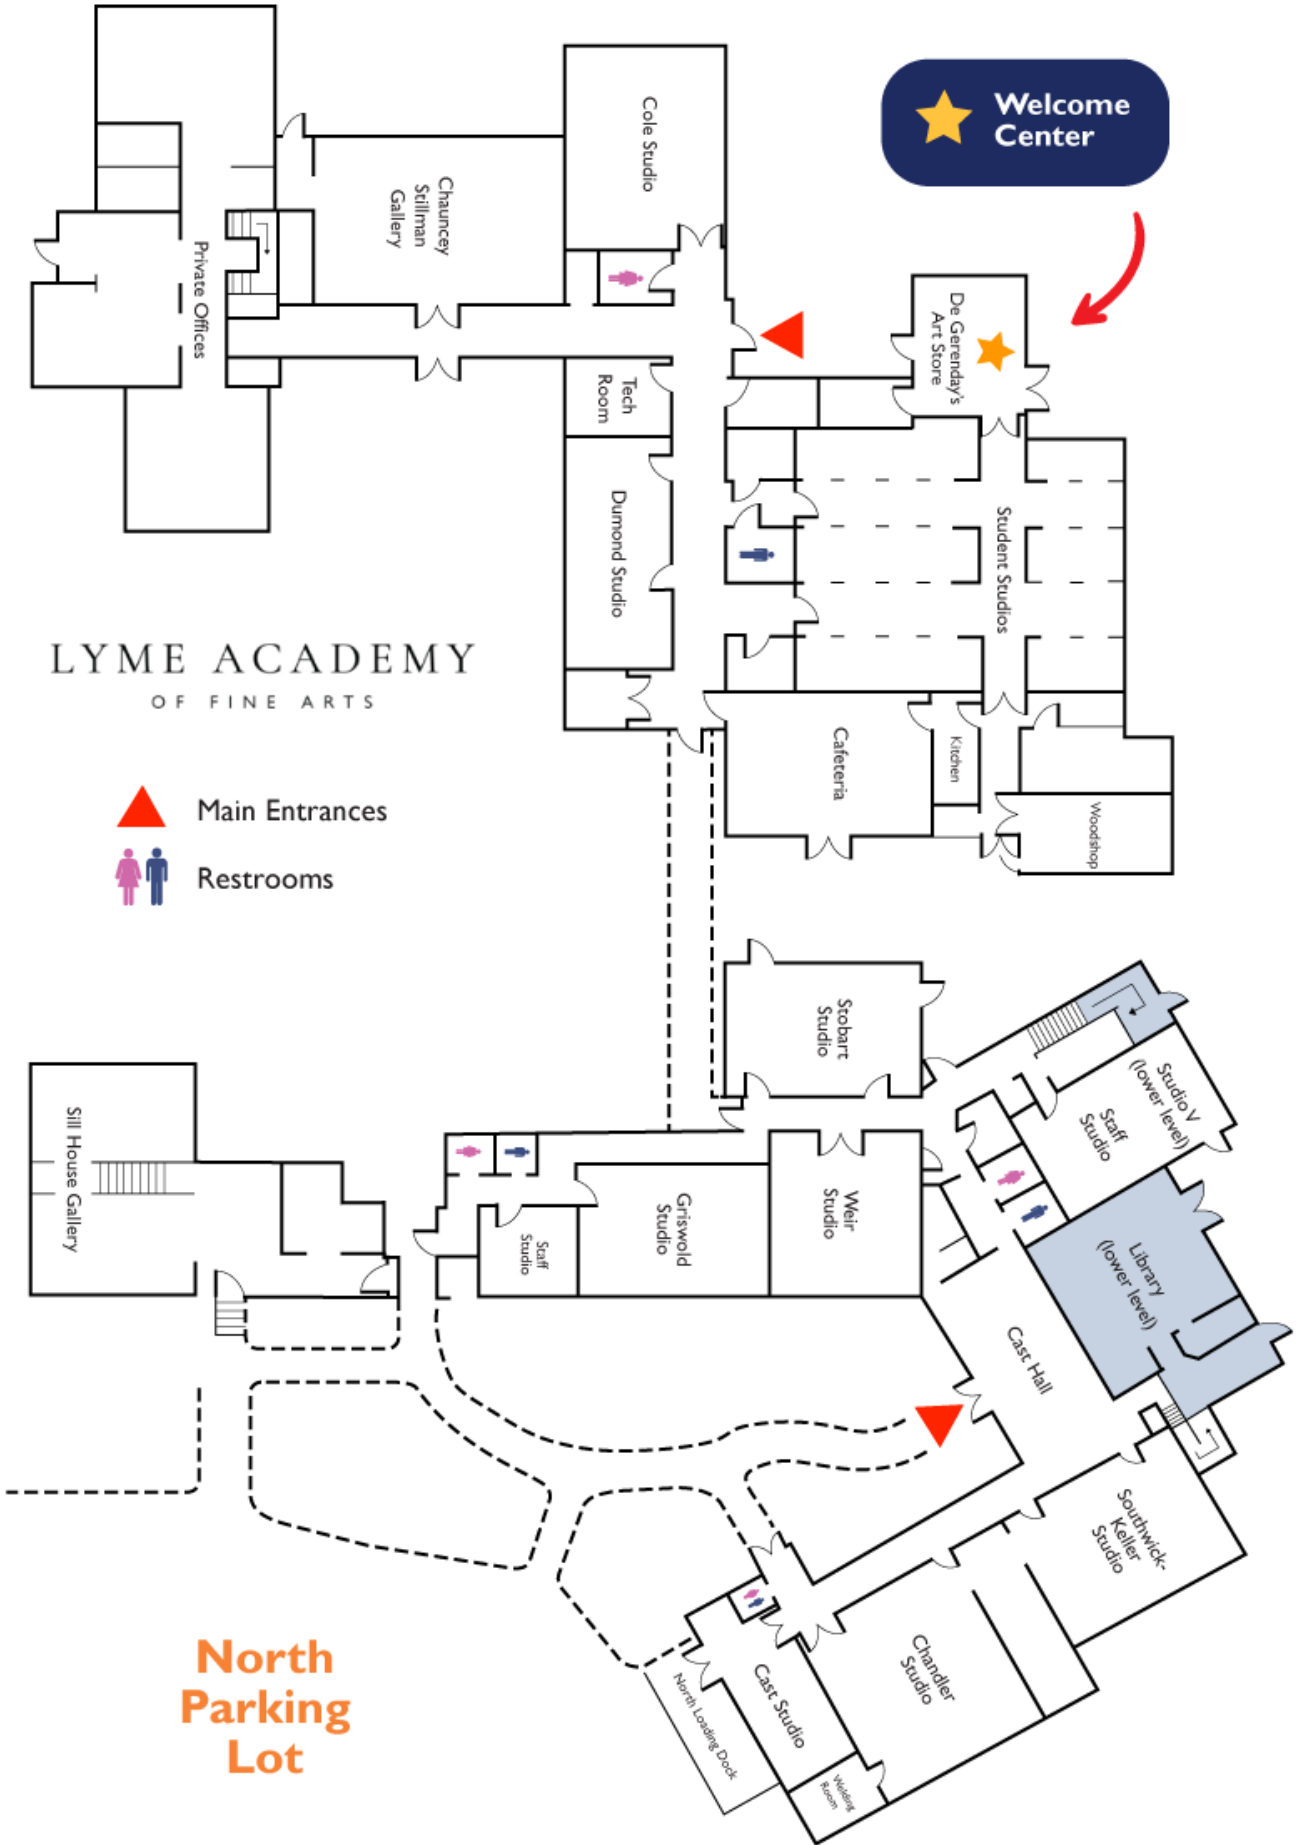 Welcome
Center
Cole Studio
Chauncey
Stillman
Gallery
Private Offices
De Gerenday's
Art Store
Tech
Room
Dumond Studio
Student Studios
LYME ACADEMY
OF FINE ARTS
Cafeteria
Kitchen
Woodshop
Main Entrances
Restrooms
Stobart
Studio
Studio V
(lower level)
Staff
Studio
Sill House Gallery
Weir
Studio
Griswold
Studio
Staff
Studio
Library
(lower level)
Cast Hall
Southwick-
Keller
Studio
Chandler
Studio
Cast Studio
North Loading Dock
Welding
Room
North
Parking
Lot